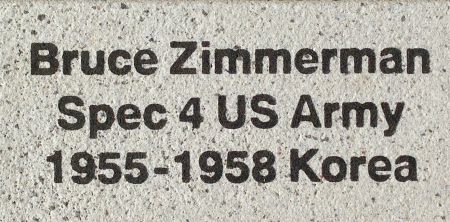 Bruce Zimmerman
Spec 4 US Army
1955-1958 Korea